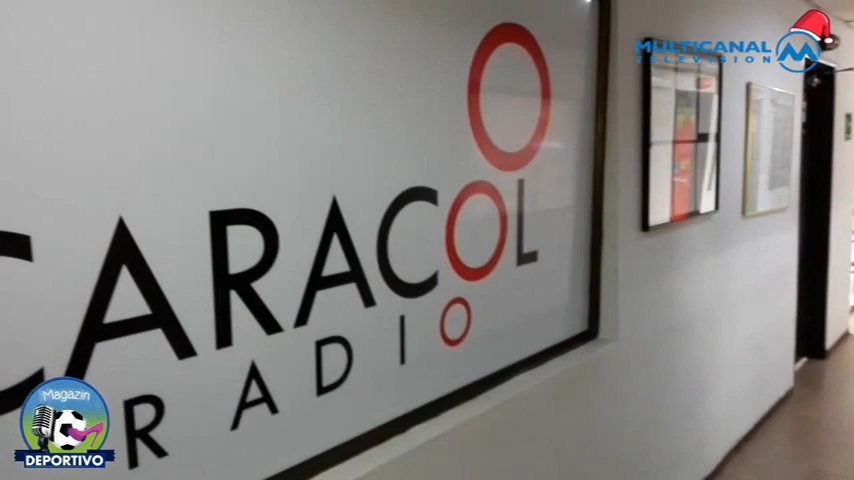 MULTICANAL
TELEVISION
CARACOL
RADIO
Magazin
DEPORTIVO